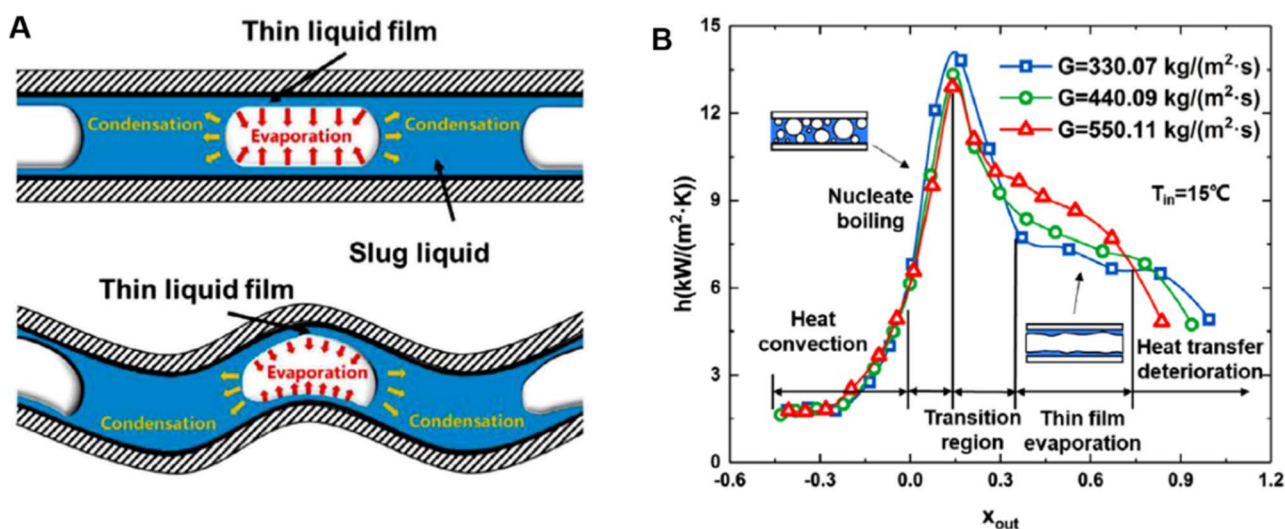 A
Thin liquid film
Condensation
Evaporation
Condensation
Slug liquid
Thin liquid film
Evaporation
Condensation
Condensation
B
h(kW/(m²·K))
15
12
9
6
3
0
G=330.07 kg/(m²·s)
G=440.09 kg/(m²·s)
G=550.11 kg/(m²·s)
T_in=15℃
Nucleate
boiling
Heat
convection
Transition
region
Thin film
evaporation
Heat transfer
deterioration
-0.6
-0.3
0.0
0.3
0.6
0.9
1.2
x_out